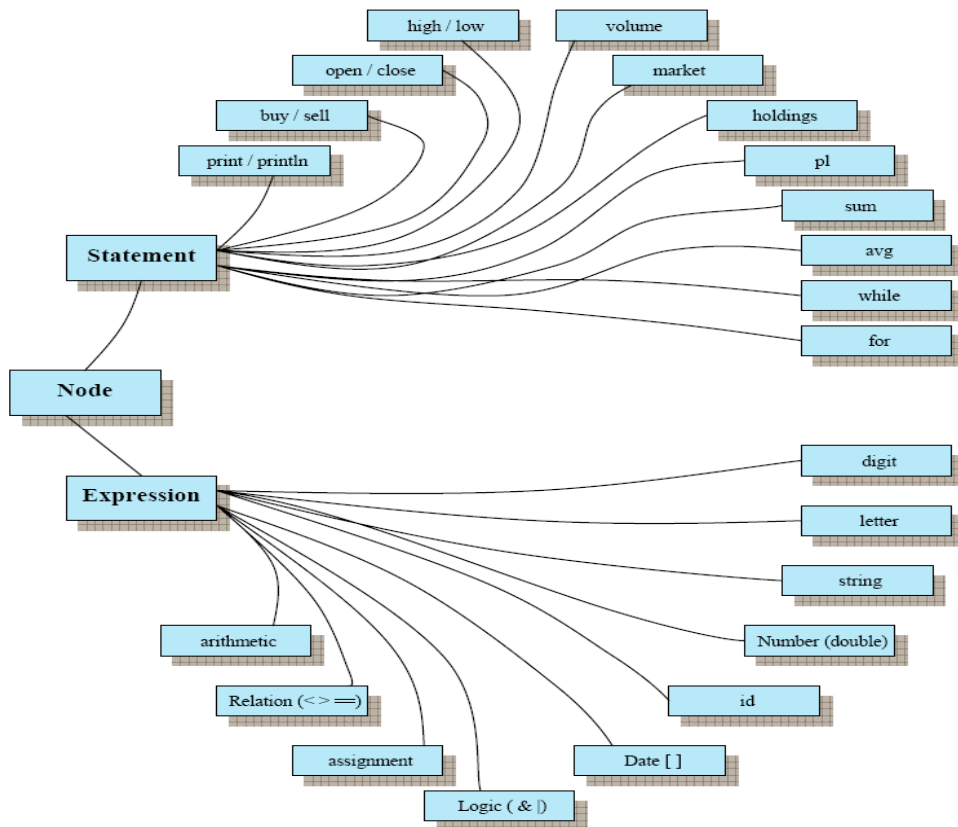 high / low
volume
open / close
market
buy / sell
holdings
print / println
pl
sum
Statement
avg
while
for
Node
digit
Expression
letter
string
arithmetic
Number (double)
Relation (< > ==)
id
assignment
Date [ ]
Logic ( & |)